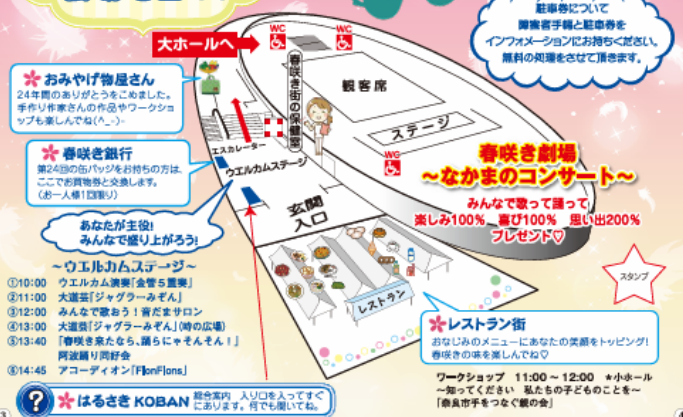 駐車券について
障害者手帳と駐車券を
インフォメーションにお持ちください。
無料の処理をさせて頂きます。
WC
WC
大ホールへ
おみやげ物屋さん
24年間のありがとうをこめました。
手作り作家さんの作品やワークショ
ップも楽しんでね(^_-)-
春咲き街の保健室
観客席
ステージ
WC
エスカレーター
ウエルカムステージ
春咲き銀行
第24回の缶バッジをお持ちの方は、
ここでお買物券と交換します。
(お一人様1回限り)
春咲き劇場
～なかまのコンサート～
みんなで歌って踊って
楽しみ100% 喜び100% 思い出200%
プレゼント♡
玄関
入口
あなたが主役!
みんなで盛り上がろう!
～ウエルカムステージ～
①10:00 ウエルカム演奏「金管5重奏」
②11:00 大道芸「ジャグラーみぞん」
③12:00 みんなで歌おう!音だまサロン
④13:00 大道芸「ジャグラーみぞん」(時の広場)
⑤13:40 「春咲き来たなら、踊らにゃそんそん!」
阿波踊り同好会
⑥14:45 アコーディオン「FlonFlons」
スタンプ
レストラン
レストラン街
おなじみのメニューにあなたの笑顔をトッピング!
春咲きの味を楽しんでね♡
ワークショップ 11:00～12:00 *小ホール
～知ってください 私たちの子どものことを～
「奈良市手をつなぐ親の会」
? はるさき KOBAN 総合案内 入り口を入ってすぐ
にあります。何でも聞いてね。
3